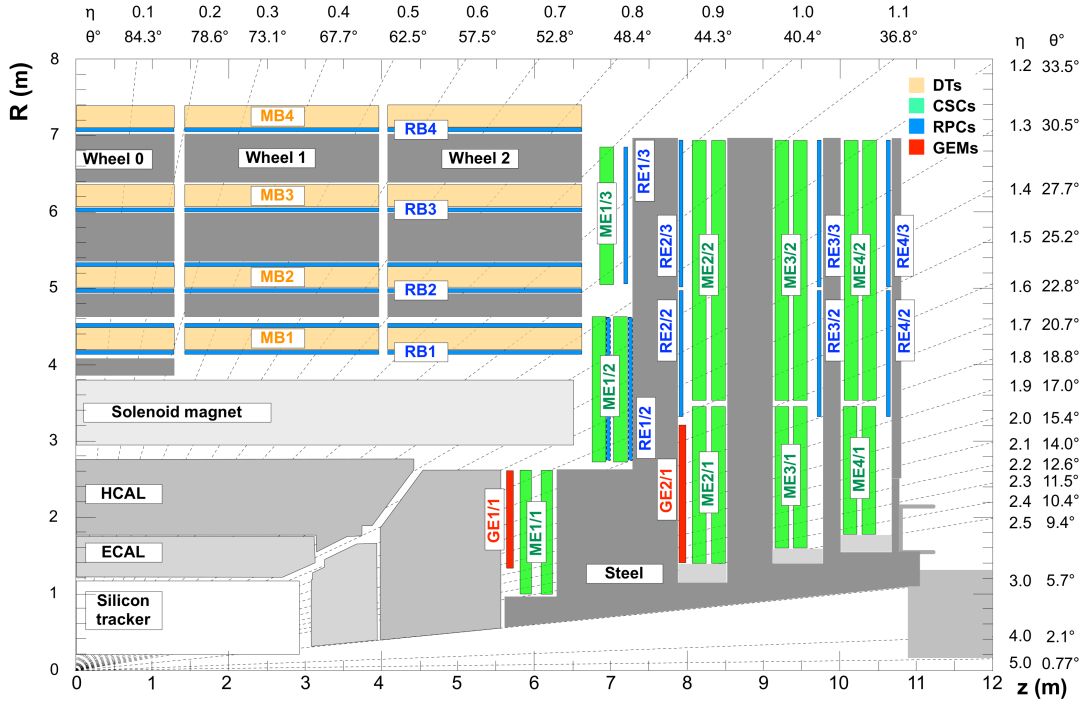 η 0.1 0.2 0.3 0.4 0.5 0.6 0.7 0.8 0.9 1.0 1.1
θ° 84.3° 78.6° 73.1° 67.7° 62.5° 57.5° 52.8° 48.4° 44.3° 40.4° 36.8° η θ°
R (m)
8
7
6
5
4
3
2
1
0
1.2 33.5°
1.3 30.5°
1.4 27.7°
1.5 25.2°
1.6 22.8°
1.7 20.7°
1.8 18.8°
1.9 17.0°
2.0 15.4°
2.1 14.0°
2.2 12.6°
2.3 11.5°
2.4 10.4°
2.5 9.4°
3.0 5.7°
4.0 2.1°
5.0 0.77°
DTs
CSCs
RPCs
GEMs
MB4
RB4
Wheel 0 Wheel 1 Wheel 2
MB3
RB3
MB2
RB2
MB1
RB1
Solenoid magnet
HCAL
ECAL
Silicon
tracker
Steel
ME1/3
RE1/3
RE2/3
ME2/2
ME3/2
RE3/3
ME4/2
RE4/3
RE2/2
RE3/2
RE4/2
ME1/2
RE1/2
GE1/1
ME1/1
GE2/1
ME2/1
ME3/1
ME4/1
0 1 2 3 4 5 6 7 8 9 10 11 12
z (m)